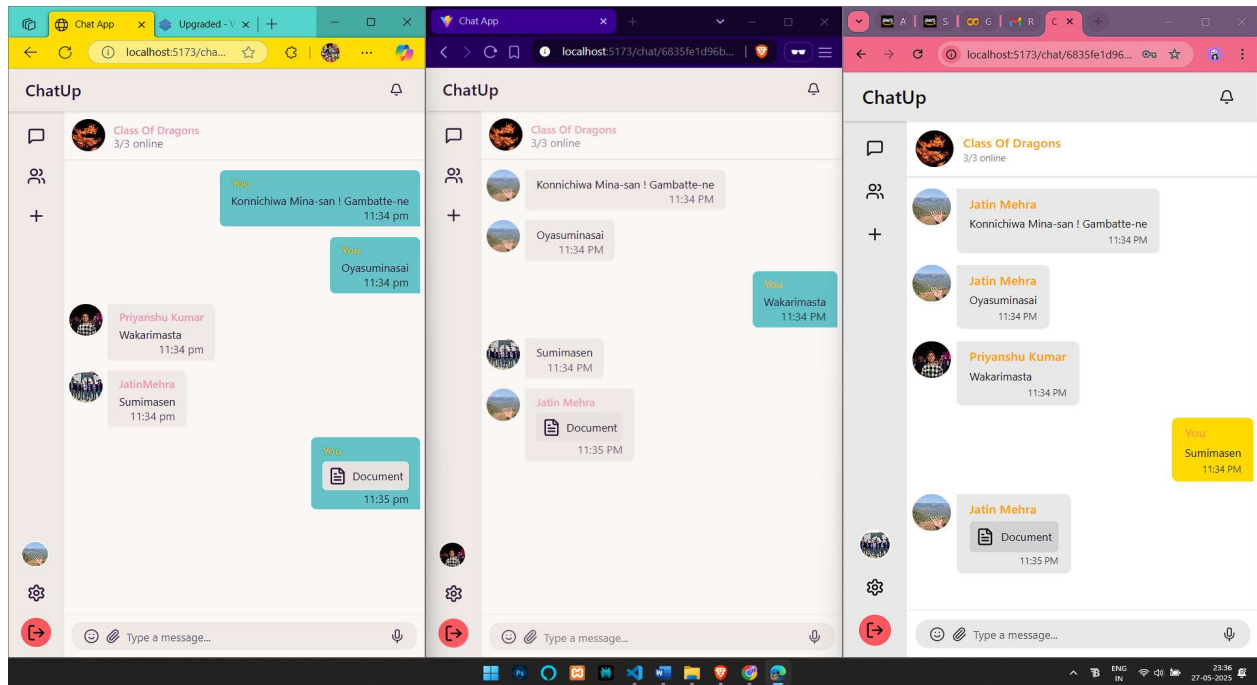 Chat App
Upgraded - V
localhost:5173/cha...
ChatUp
Class Of Dragons
3/3 online
You
Konnichiwa Mina-san ! Gambatte-ne
11:34 pm
You
Oyasuminasai
11:34 pm
Priyanshu Kumar
Wakarimasta
11:34 pm
JatinMehra
Sumimasen
11:34 pm
You
Document
11:35 pm
Type a message...
Chat App
localhost:5173/chat/6835fe1d96b...
ChatUp
Class Of Dragons
3/3 online
Konnichiwa Mina-san ! Gambatte-ne
11:34 PM
Oyasuminasai
11:34 PM
You
Wakarimasta
11:34 PM
Sumimasen
11:34 PM
Jatin Mehra
Document
11:35 PM
Type a message...
aws A
aws S
G
R
C
localhost:5173/chat/6835fe1d96...
ChatUp
Class Of Dragons
3/3 online
Jatin Mehra
Konnichiwa Mina-san ! Gambatte-ne
11:34 PM
Jatin Mehra
Oyasuminasai
11:34 PM
Priyanshu Kumar
Wakarimasta
11:34 PM
You
Sumimasen
11:34 PM
Jatin Mehra
Document
11:35 PM
Type a message...
Ps
ENG
IN
23:36
27-05-2025